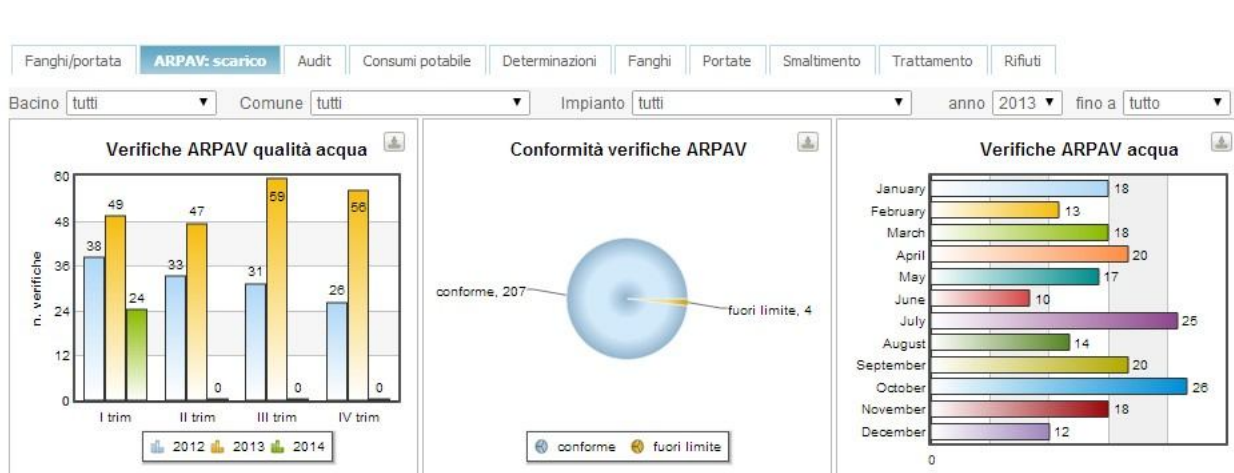 Fanghi/portata ARPAV: scarico Audit Consumi potabile Determinazioni Fanghi Portate Smaltimento Trattamento Rifiuti
Bacino tutti Comune tutti Impianto tutti anno 2013 fino a tutto
Verifiche ARPAV qualità acqua
60
48
36
24
12
0
n. verifiche
38
49
24
33
47
0
31
59
0
26
56
0
I trim II trim III trim IV trim
2012 2013 2014
Conformità verifiche ARPAV
conforme, 207
fuori limite, 4
conforme fuori limite
Verifiche ARPAV acqua
January 18
February 13
March 18
April 20
May 17
June 10
July 25
August 14
September 20
October 26
November 18
December 12
0